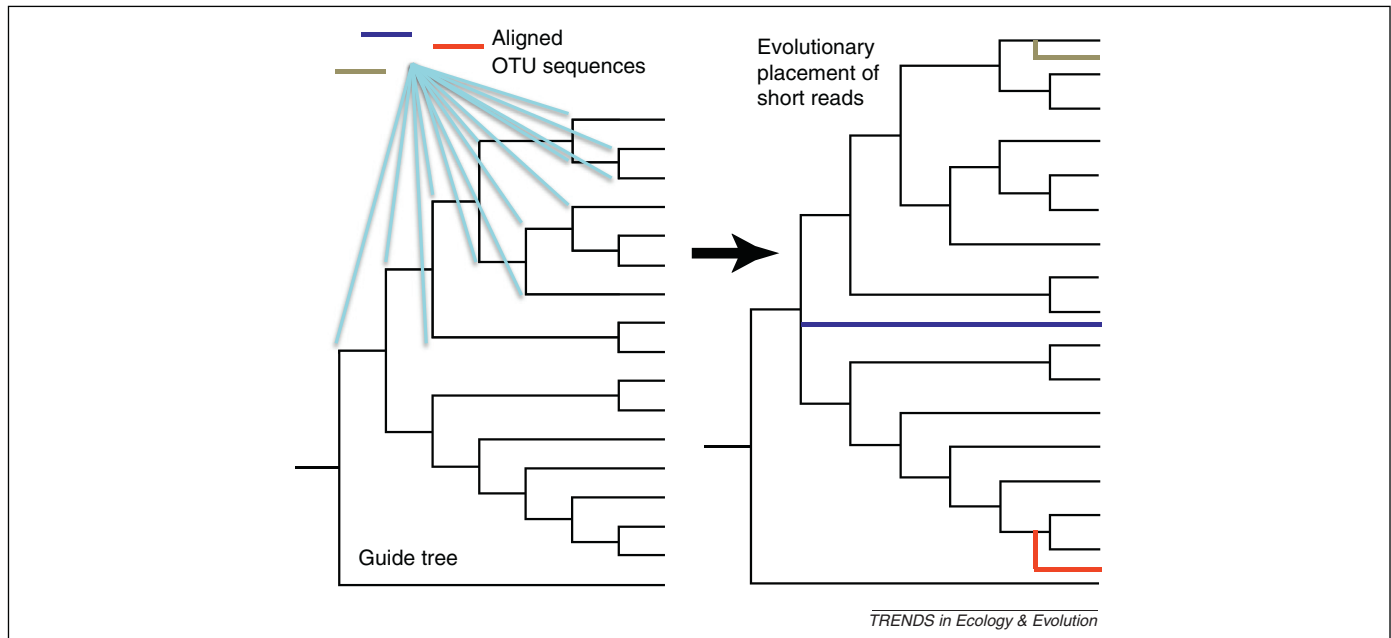 Aligned
OTU sequences
Evolutionary
placement of
short reads
Guide tree
TRENDS in Ecology & Evolution